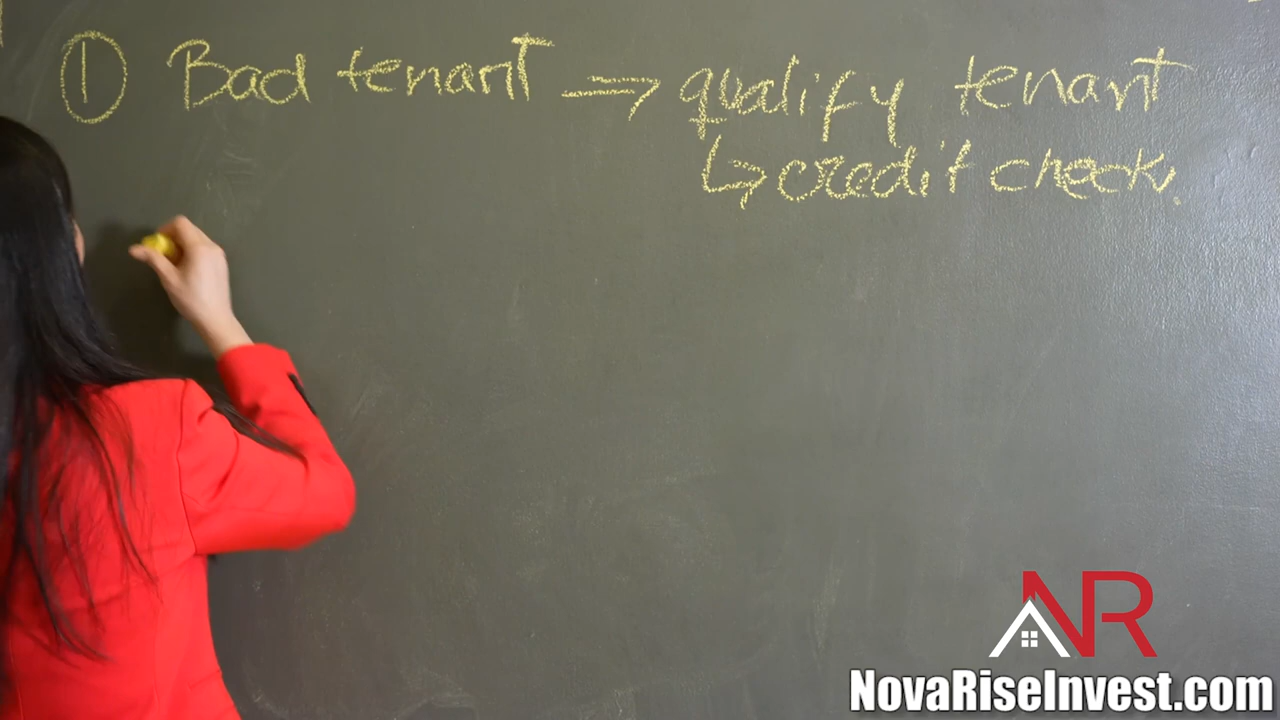 ① Bad tenant → qualify tenant
↳ credit check.
NR
NovaRiseInvest.com